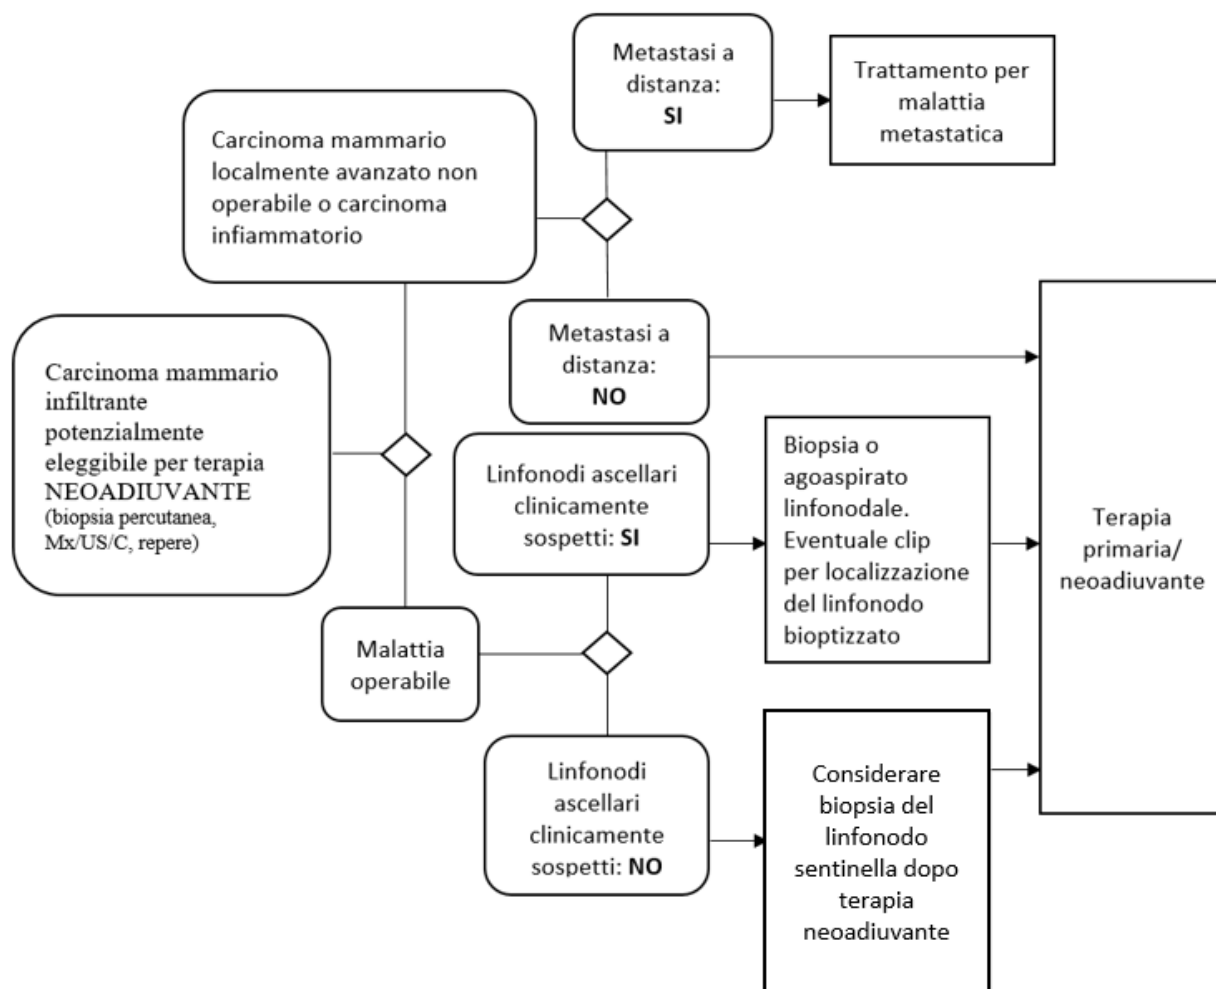 Metastasi a
distanza:
SI
Trattamento per
malattia
metastatica
Carcinoma mammario
localmente avanzato non
operabile o carcinoma
infiammatorio
Metastasi a
distanza:
NO
Carcinoma mammario
infiltrante
potenzialmente
eleggibile per terapia
NEOADIUVANTE
(biopsia percutanea,
Mx/US/C, repere)
Linfonodi ascellari
clinicamente
sospetti: SI
Biopsia o
agoaspirato
linfonodale.
Eventuale clip
per localizzazione
del linfonodo
bioptizzato
Terapia
primaria/
neoadiuvante
Malattia
operabile
Linfonodi
ascellari
clinicamente
sospetti: NO
Considerare
biopsia del
linfonodo
sentinella dopo
terapia
neoadiuvante